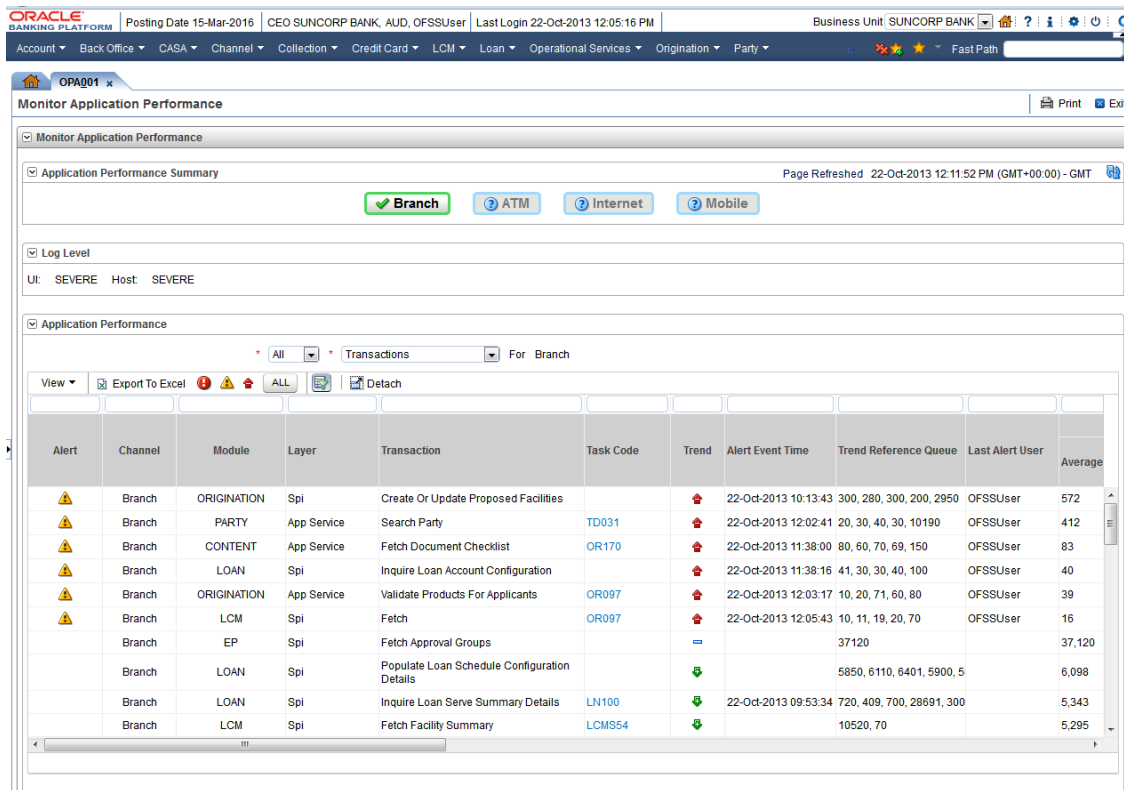 ORACLE
BANKING PLATFORM
Posting Date 15-Mar-2016 CEO SUNCORP BANK, AUD, OFSSUser Last Login 22-Oct-2013 12:05:16 PM Business Unit SUNCORP BANK
Account Back Office CASA Channel Collection Credit Card LCM Loan Operational Services Origination Party Fast Path
OPA001 x
Monitor Application Performance Print
Monitor Application Performance
Application Performance Summary Page Refreshed 22-Oct-2013 12:11:52 PM (GMT+00:00) - GMT
Branch ATM Internet Mobile
Log Level
UI: SEVERE Host: SEVERE
Application Performance
* All * Transactions For Branch
View Export To Excel ALL Detach
Alert Channel Module Layer Transaction Task Code Trend Alert Event Time Trend Reference Queue Last Alert User Average
Branch ORIGINATION Spi Create Or Update Proposed Facilities 22-Oct-2013 10:13:43 300, 280, 300, 200, 2950 OFSSUser 572
Branch PARTY App Service Search Party TD031 22-Oct-2013 12:02:41 20, 30, 40, 30, 10190 OFSSUser 412
Branch CONTENT App Service Fetch Document Checklist OR170 22-Oct-2013 11:38:00 80, 60, 70, 69, 150 OFSSUser 83
Branch LOAN Spi Inquire Loan Account Configuration 22-Oct-2013 11:38:16 41, 30, 30, 40, 100 OFSSUser 40
Branch ORIGINATION App Service Validate Products For Applicants OR097 22-Oct-2013 12:03:17 10, 20, 71, 60, 80 OFSSUser 39
Branch LCM Spi Fetch OR097 22-Oct-2013 12:05:43 10, 11, 19, 20, 70 OFSSUser 16
Branch EP Spi Fetch Approval Groups 37120 37,120
Branch LOAN Spi Populate Loan Schedule Configuration Details 5850, 6110, 6401, 5900, 5 6,098
Branch LOAN Spi Inquire Loan Serve Summary Details LN100 22-Oct-2013 09:53:34 720, 409, 700, 28691, 300 5,343
Branch LCM Spi Fetch Facility Summary LCMS54 10520, 70 5,295